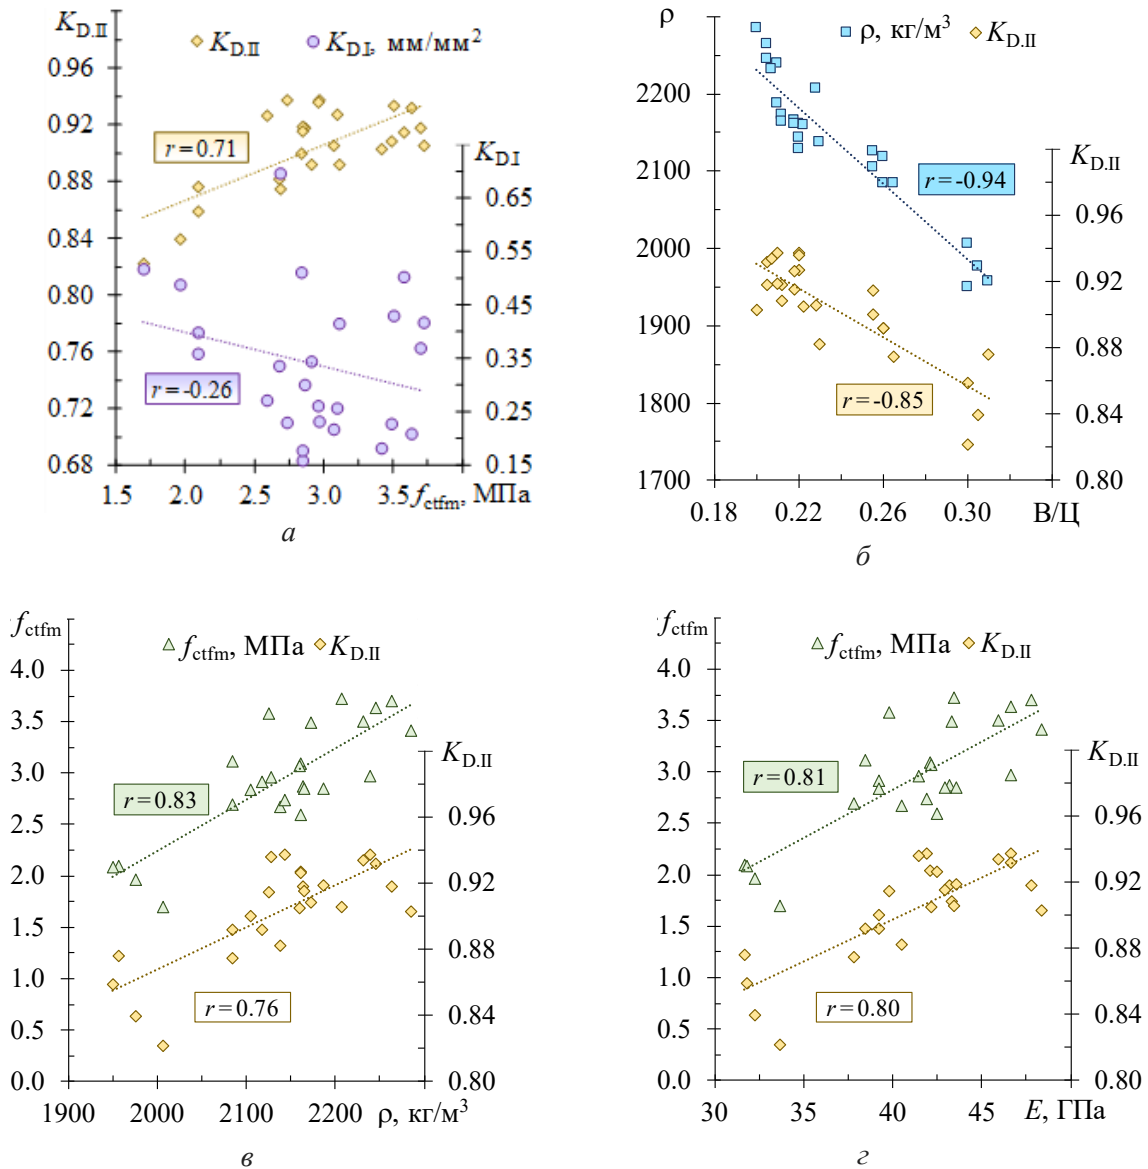 K_D.II
K_D.II K_D.I, мм/мм²
0.96
0.92
0.88
0.84
0.80
0.76
0.72
0.68
r = 0.71
K_D.I
0.65
0.55
0.45
0.35
0.25
0.15
r = -0.26
1.5 2.0 2.5 3.0 3.5 f_ctfm, МПа
а
ρ
ρ, кг/м³ K_D.II
2200
2100
2000
1900
1800
1700
r = -0.94
K_D.II
0.96
0.92
0.88
0.84
0.80
r = -0.85
0.18 0.22 0.26 0.30 В/Ц
б
f_ctfm
f_ctfm, МПа K_D.II
4.0
3.5
3.0
2.5
2.0
1.5
1.0
0.5
0.0
r = 0.83
K_D.II
0.96
0.92
0.88
0.84
0.80
r = 0.76
1900 2000 2100 2200 ρ, кг/м³
в
f_ctfm
f_ctfm, МПа K_D.II
4.0
3.5
3.0
2.5
2.0
1.5
1.0
0.5
0.0
r = 0.81
K_D.II
0.96
0.92
0.88
0.84
0.80
r = 0.80
30 35 40 45 E, ГПа
г